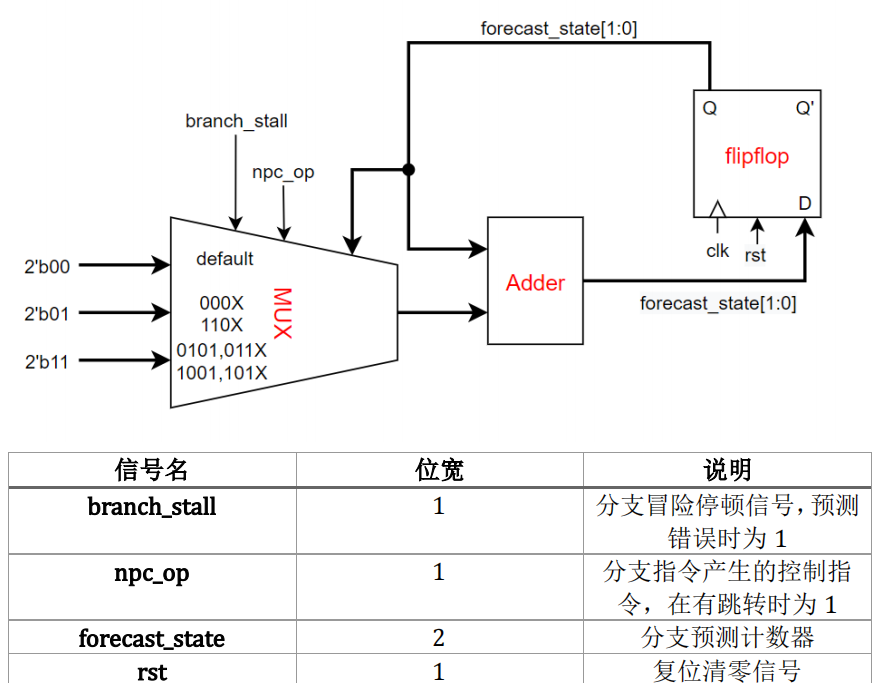 forecast_state[1:0]
branch_stall
npc_op
Q Q'
flipflop
D
clk rst
default
2'b00
000X
110X
MUX
2'b01
0101,011X
1001,101X
2'b11
Adder
forecast_state[1:0]
信号名 位宽 说明
branch_stall 1 分支冒险停顿信号，预测
错误时为 1
npc_op 1 分支指令产生的控制指
令，在有跳转时为 1
forecast_state 2 分支预测计数器
rst 1 复位清零信号